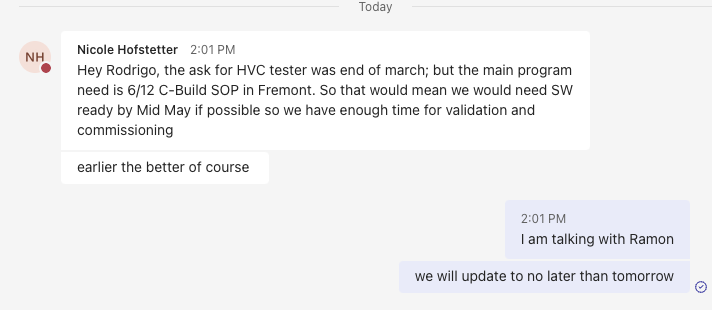 Today
NH
Nicole Hofstetter 2:01 PM
Hey Rodrigo, the ask for HVC tester was end of march; but the main program
need is 6/12 C-Build SOP in Fremont. So that would mean we would need SW
ready by Mid May if possible so we have enough time for validation and
commissioning
earlier the better of course
2:01 PM
I am talking with Ramon
we will update to no later than tomorrow